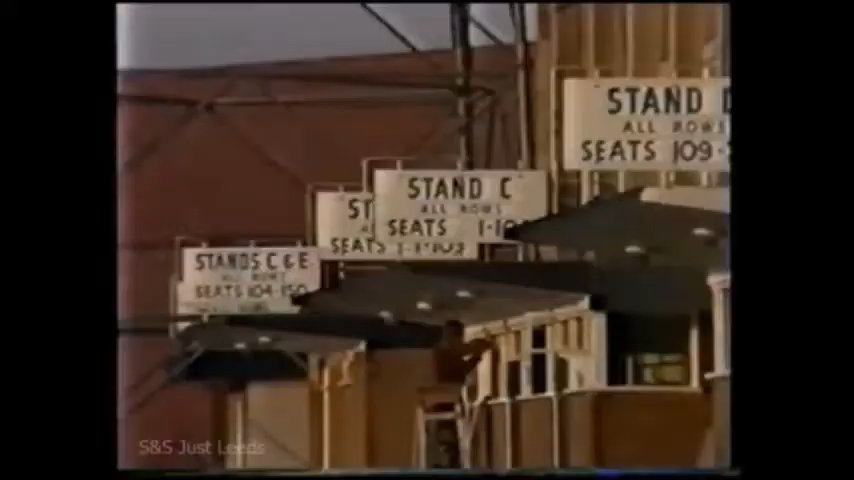 STAND
ALL ROWS
SEATS 109-
STAND C
ALL ROWS
SEATS 1-10
ST
SEATS 1-103
STANDS C & E
ALL ROWS
SEATS 104-150
S&S Just Leeds